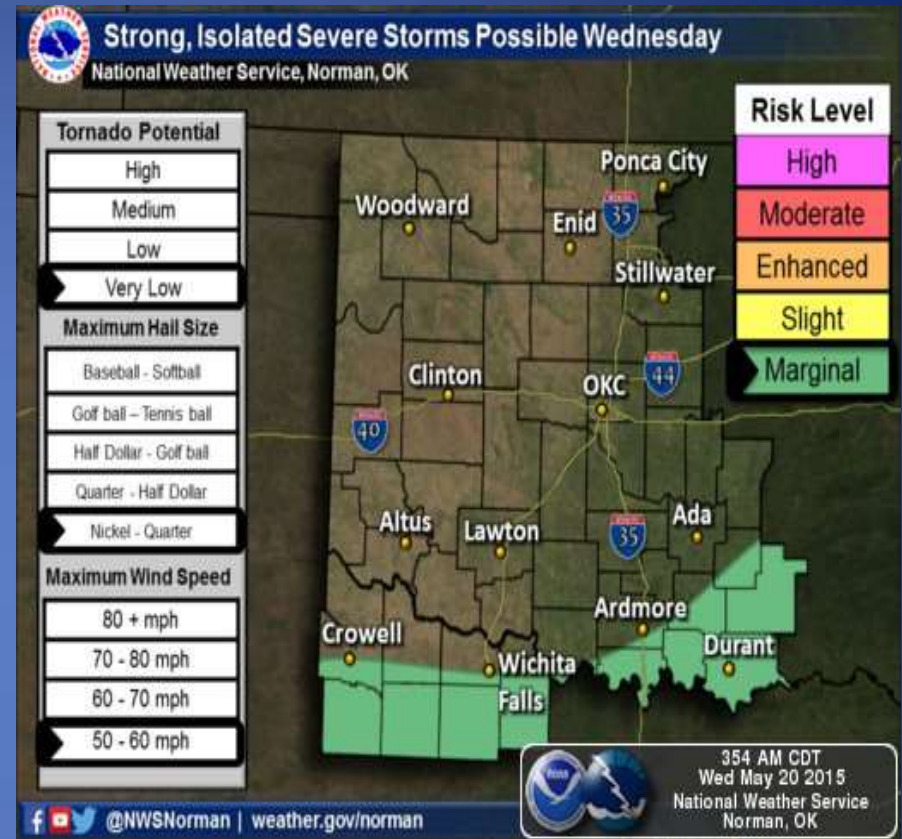 Strong, Isolated Severe Storms Possible Wednesday
National Weather Service, Norman, OK
Tornado Potential
High
Medium
Low
Very Low
Maximum Hail Size
Baseball - Softball
Golf ball – Tennis ball
Half Dollar - Golf ball
Quarter - Half Dollar
Nickel - Quarter
Maximum Wind Speed
80 + mph
70 - 80 mph
60 - 70 mph
50 - 60 mph
Ponca City
Woodward
Enid
35
Stillwater
Clinton
OKC
44
40
Altus
Lawton
35
Ada
Ardmore
Crowell
Durant
Wichita
Falls
Risk Level
High
Moderate
Enhanced
Slight
Marginal
354 AM CDT
Wed May 20 2015
National Weather Service
Norman, OK
@NWSNorman | weather.gov/norman